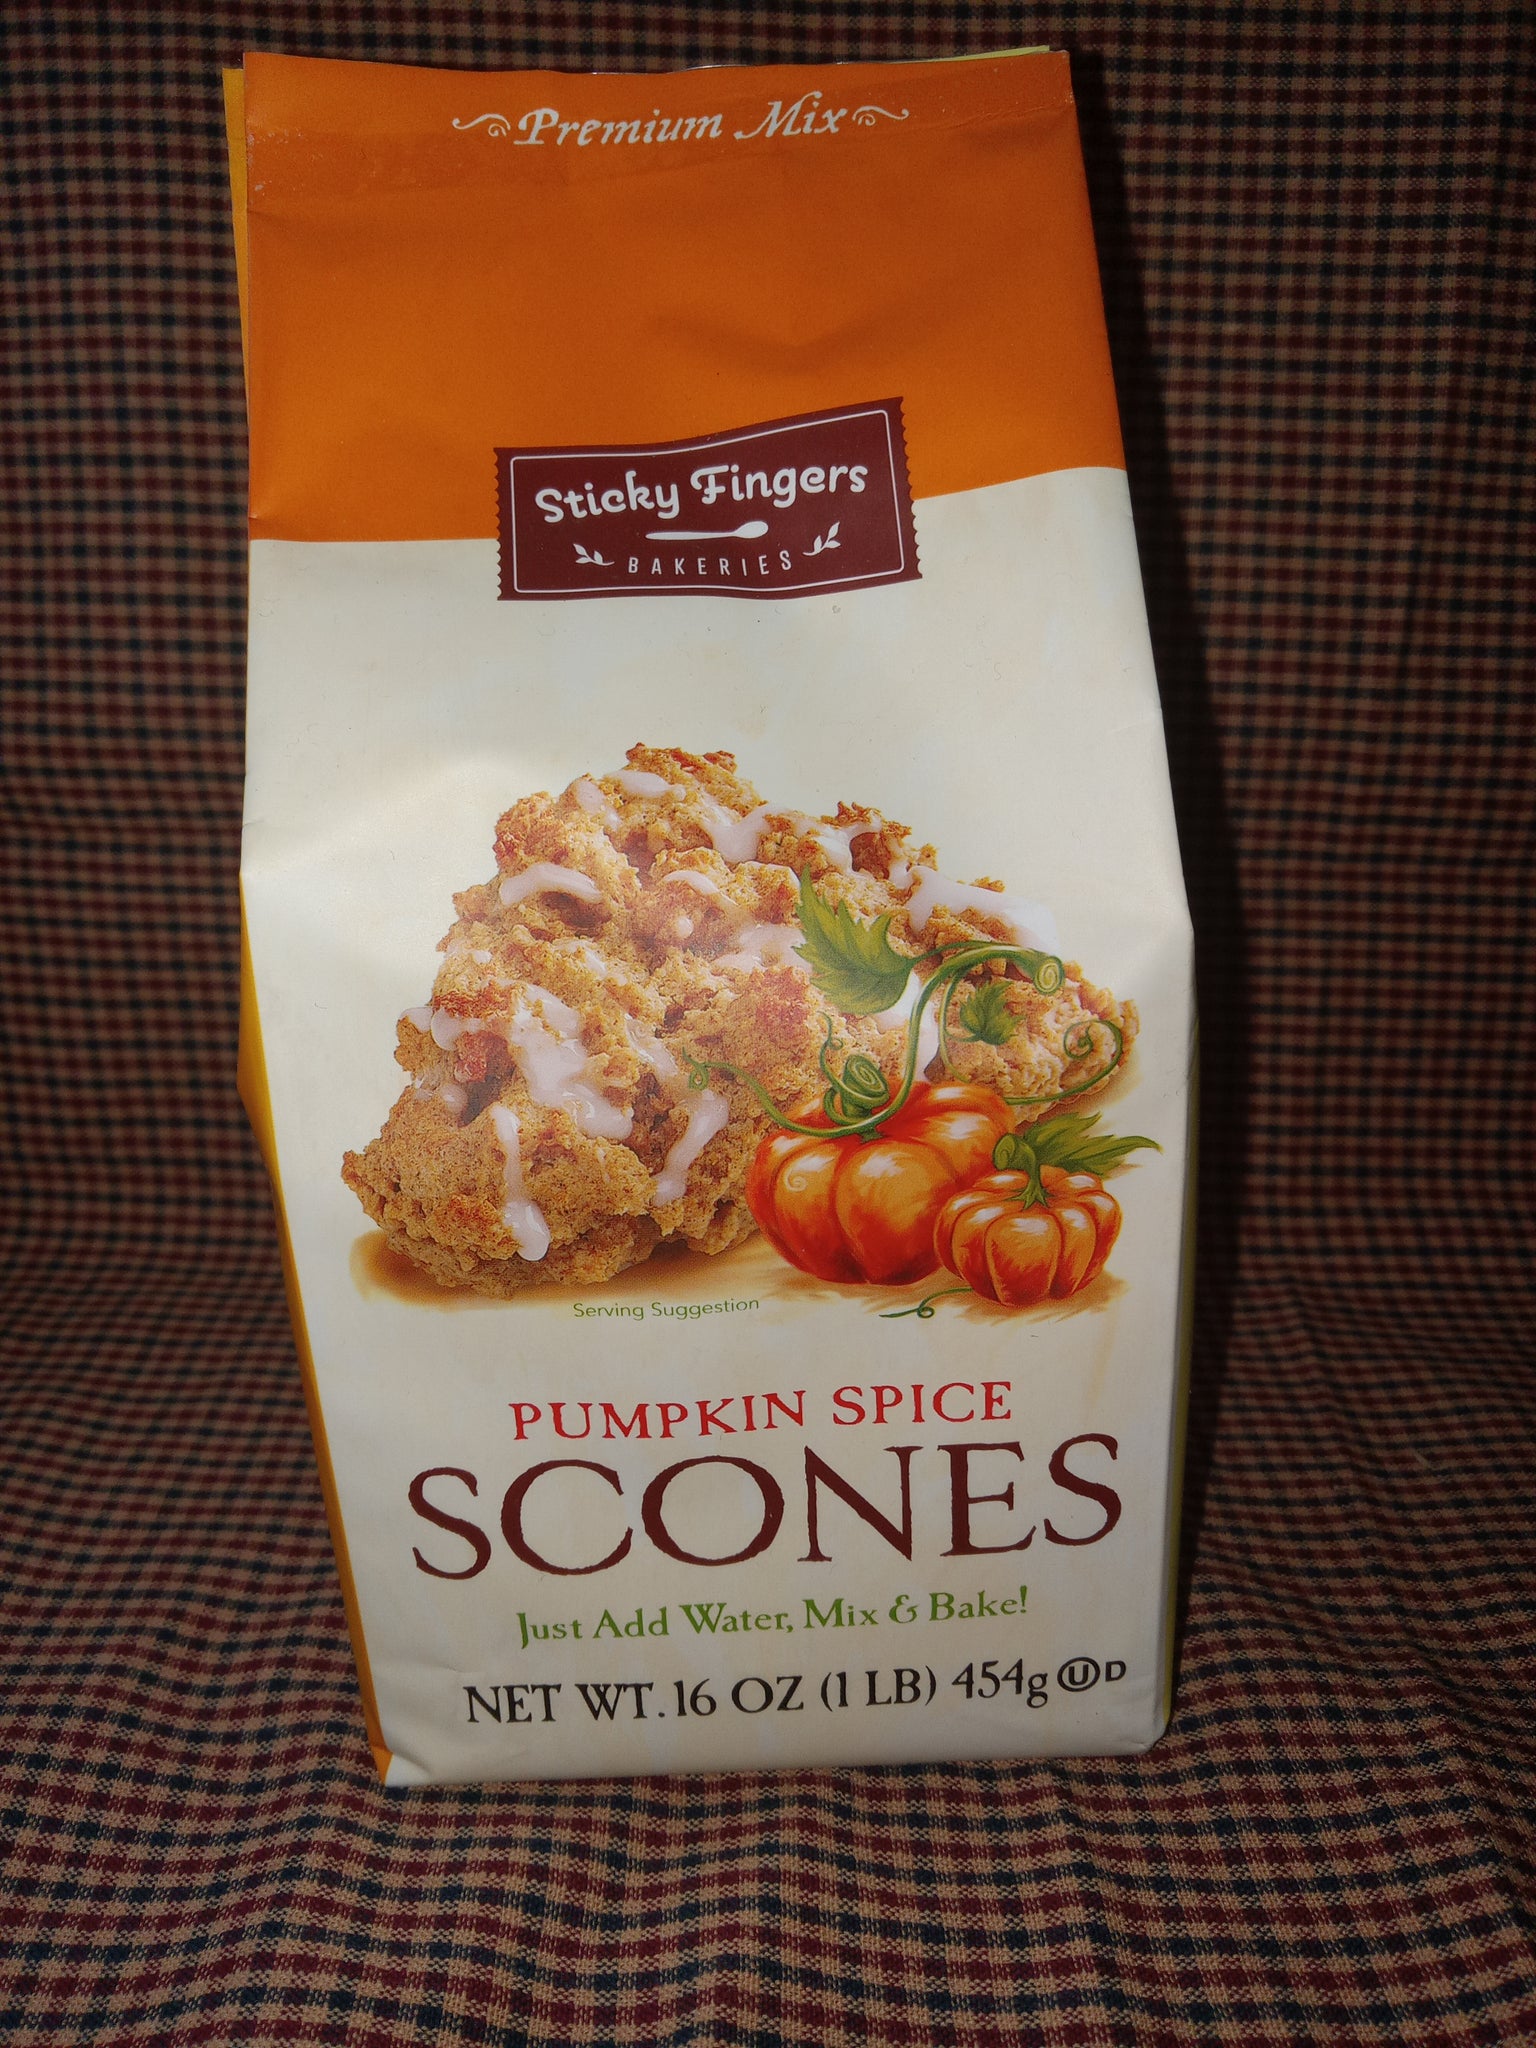 Premium Mix
Sticky Fingers
BAKERIES
Serving Suggestion
PUMPKIN SPICE
SCONES
Just Add Water, Mix & Bake!
NET WT. 16 OZ (1 LB) 454g Ⓤ D